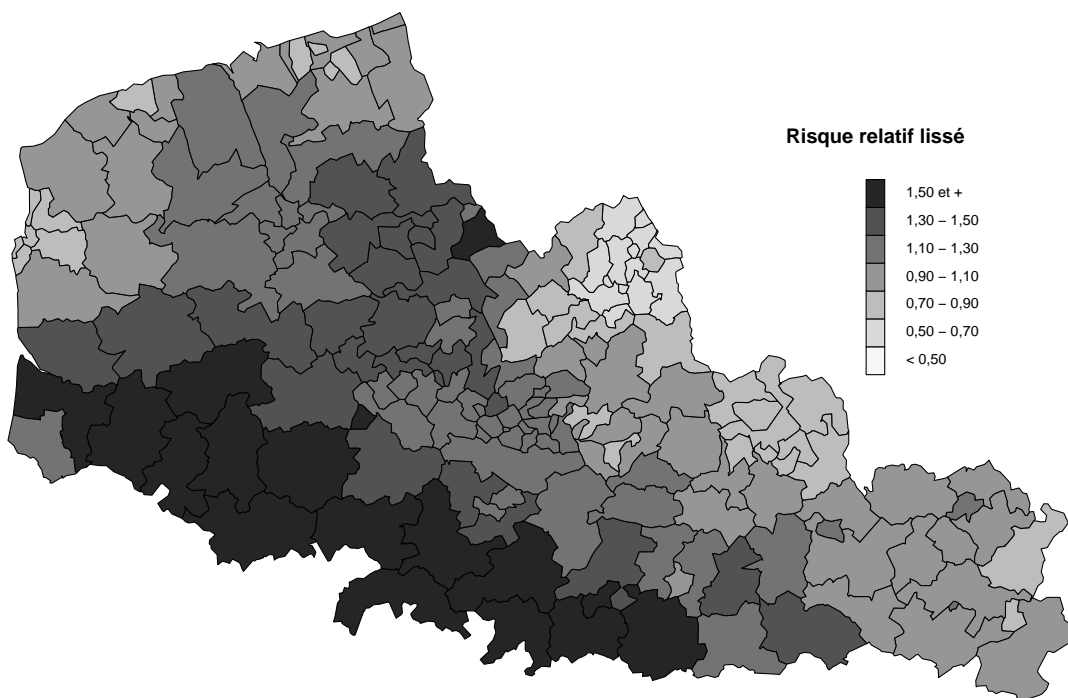 Risque relatif lissé
1,50 et +
1,30 – 1,50
1,10 – 1,30
0,90 – 1,10
0,70 – 0,90
0,50 – 0,70
< 0,50